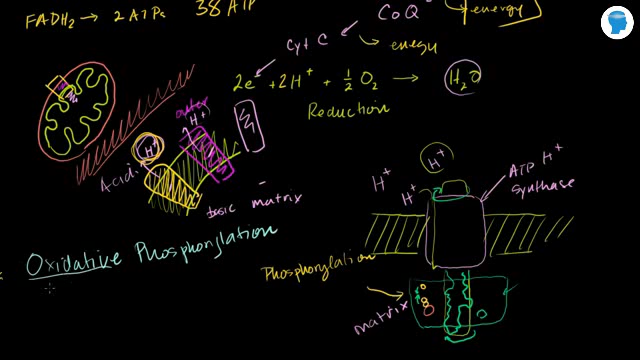 FADH₂ → 2 ATPs 38 ATP
CoQ → energy
Cyt C → energy
2e⁻ + 2H⁺ + ½ O₂ → H₂O
Reduction
outer
H⁺
H⁺
Acidic
basic matrix
H⁺
H⁺
H⁺
ATP H⁺
Synthase
Oxidative Phosphorylation
Phosphorylation
matrix